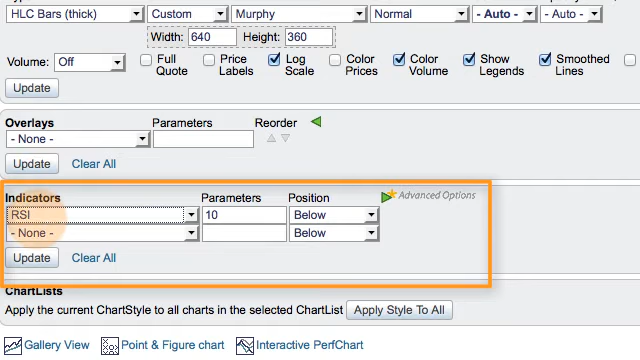 HLC Bars (thick) Custom Murphy Normal - Auto - - Auto -
Width: 640 Height: 360
Volume: Off Full Quote Price Labels Log Scale Color Prices Color Volume Show Legends Smoothed Lines
Update
Overlays Parameters Reorder
- None -
Update Clear All
Indicators Parameters Position Advanced Options
RSI 10 Below
- None - Below
Update Clear All
ChartLists
Apply the current ChartStyle to all charts in the selected ChartList Apply Style To All
Gallery View Point & Figure chart Interactive PerfChart